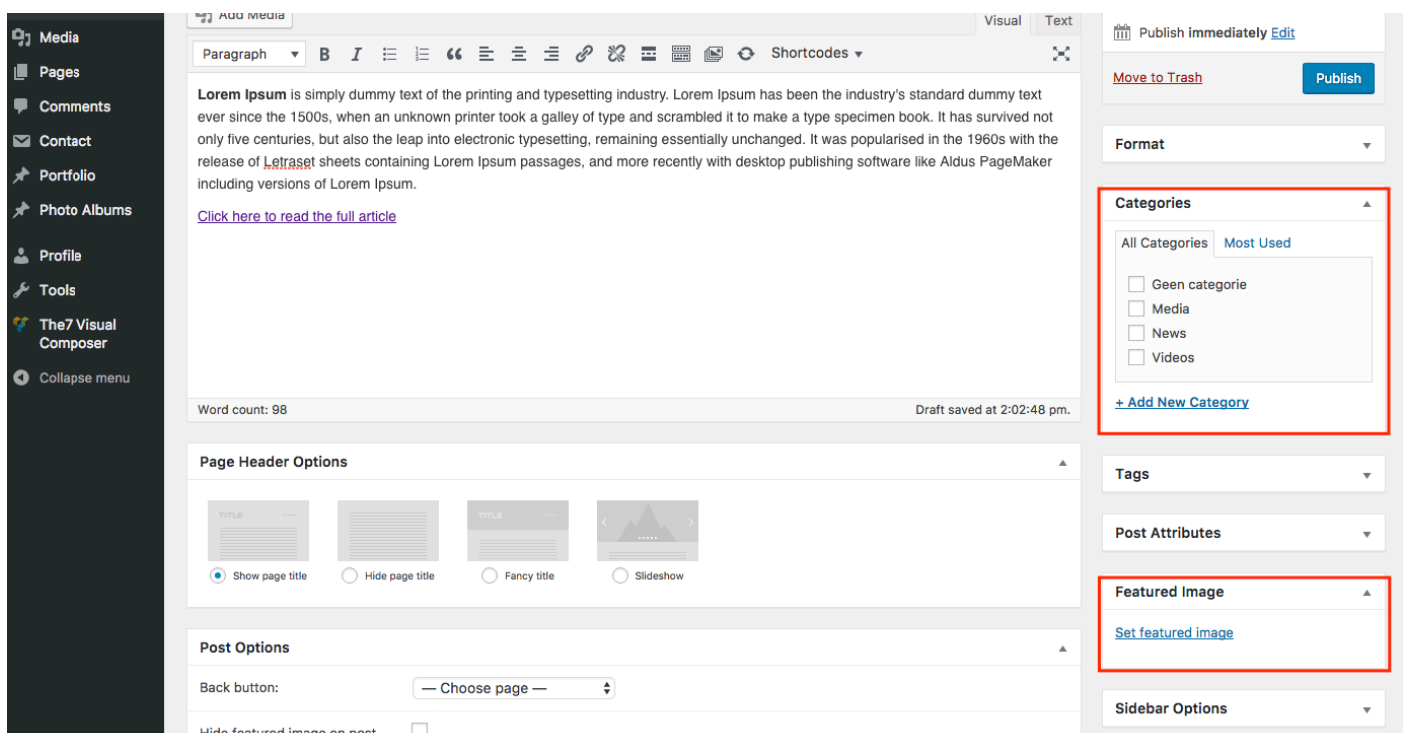 Media
Pages
Comments
Contact
Portfolio
Photo Albums
Profile
Tools
The7 Visual
Composer
Collapse menu
Add Media
Visual Text
Paragraph B I Shortcodes
Lorem Ipsum is simply dummy text of the printing and typesetting industry. Lorem Ipsum has been the industry's standard dummy text
ever since the 1500s, when an unknown printer took a galley of type and scrambled it to make a type specimen book. It has survived not
only five centuries, but also the leap into electronic typesetting, remaining essentially unchanged. It was popularised in the 1960s with the
release of Letraset sheets containing Lorem Ipsum passages, and more recently with desktop publishing software like Aldus PageMaker
including versions of Lorem Ipsum.
Click here to read the full article
Word count: 98 Draft saved at 2:02:48 pm.
Page Header Options
TITLE
TITLE
Show page title Hide page title Fancy title Slideshow
Post Options
Back button: — Choose page —
Hide featured image on post
Publish immediately Edit
Move to Trash Publish
Format
Categories
All Categories Most Used
Geen categorie
Media
News
Videos
+ Add New Category
Tags
Post Attributes
Featured Image
Set featured image
Sidebar Options